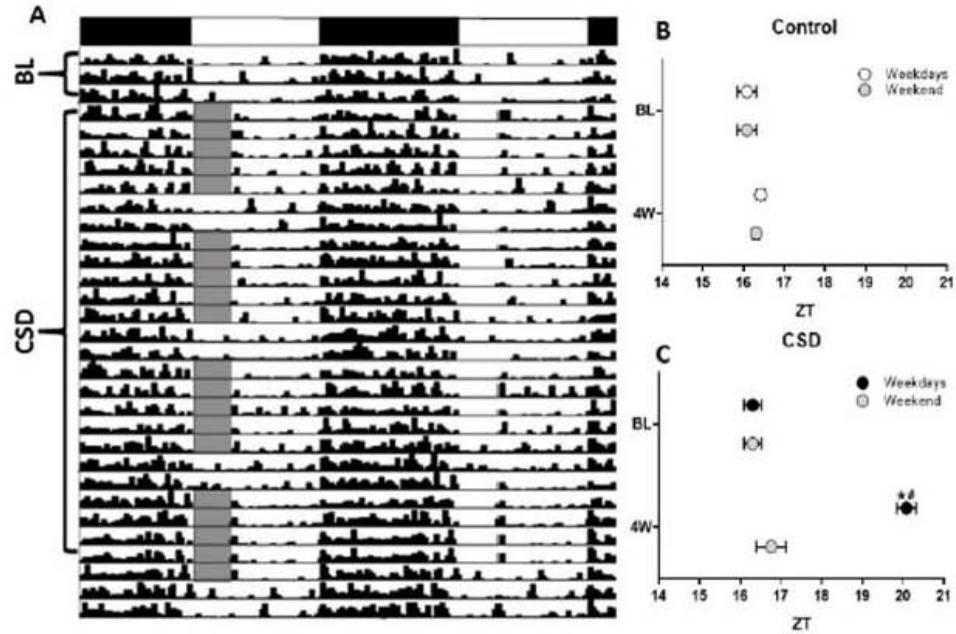 A
BL
CSD
B
Control
Weekdays
Weekend
BL
4W
14 15 16 17 18 19 20 21
ZT
C
CSD
Weekdays
Weekend
BL
*#
4W
14 15 16 17 18 19 20 21
ZT